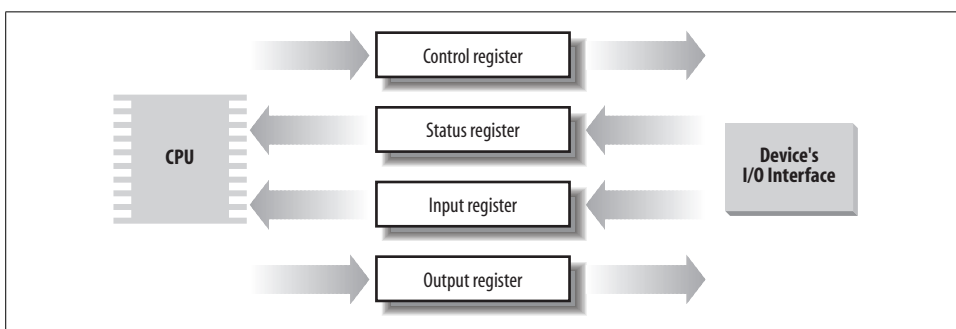 Control register
Status register
CPU
Device's
I/O Interface
Input register
Output register